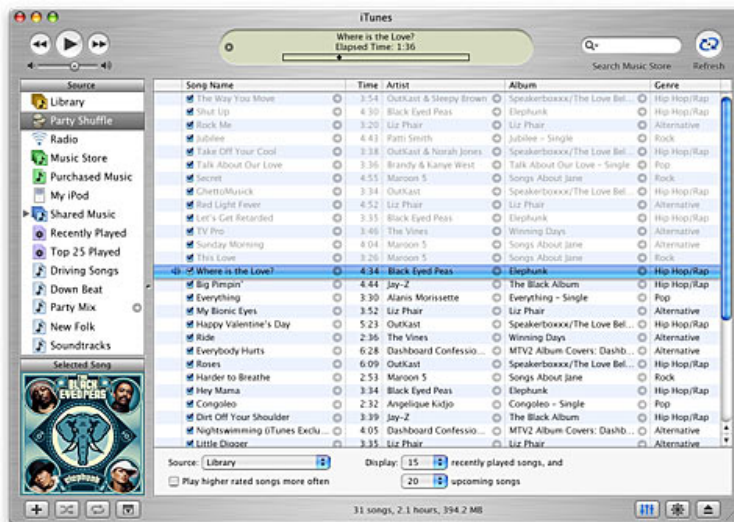 iTunes
Where is the Love?
Elapsed Time: 1:36
Search Music Store
Refresh
Source
Library
Party Shuffle
Radio
Music Store
Purchased Music
My iPod
Shared Music
Recently Played
Top 25 Played
Driving Songs
Down Beat
Party Mix
New Folk
Soundtracks
Selected Song
THE BLACK EYED PEAS
elephunk
Song Name Time Artist Album Genre
The Way You Move 3:54 OutKast & Sleepy Brown Speakerboxxx/The Love Bel... Hip Hop/Rap
Shut Up 4:30 Black Eyed Peas Elephunk Hip Hop/Rap
Rock Me 3:20 Liz Phair Liz Phair Alternative
Jubilee 4:43 Patti Smith Jubilee - Single Rock
Take Off Your Cool 3:38 OutKast & Norah Jones Speakerboxxx/The Love Bel... Hip Hop/Rap
Talk About Our Love 3:36 Brandy & Kanye West Talk About Our Love - Single Pop
Secret 4:55 Maroon 5 Songs About Jane Rock
GhettoMusick 3:34 OutKast Speakerboxxx/The Love Bel... Hip Hop/Rap
Red Light Fever 4:52 Liz Phair Liz Phair Alternative
Let's Get Retarded 3:35 Black Eyed Peas Elephunk Hip Hop/Rap
TV Pro 3:46 The Vines Winning Days Alternative
Sunday Morning 4:04 Maroon 5 Songs About Jane Alternative
This Love 3:26 Maroon 5 Songs About Jane Rock
Where is the Love? 4:34 Black Eyed Peas Elephunk Hip Hop/Rap
Big Pimpin' 4:44 Jay-Z The Black Album Hip Hop/Rap
Everything 3:30 Alanis Morissette Everything - Single Pop
My Bionic Eyes 3:52 Liz Phair Liz Phair Alternative
Happy Valentine's Day 5:23 OutKast Speakerboxxx/The Love Bel... Hip Hop/Rap
Ride 2:36 The Vines Winning Days Alternative
Everybody Hurts 6:28 Dashboard Confessio... MTV2 Album Covers: Dashb... Alternative
Roses 6:09 OutKast Speakerboxxx/The Love Bel... Hip Hop/Rap
Harder to Breathe 2:53 Maroon 5 Songs About Jane Rock
Hey Mama 3:34 Black Eyed Peas Elephunk Hip Hop/Rap
Congoleo 2:32 Angelique Kidjo Congoleo - Single Pop
Dirt Off Your Shoulder 3:39 Jay-Z The Black Album Hip Hop/Rap
Nightswimming (iTunes Exclu... 4:05 Dashboard Confessio... MTV2 Album Covers: Dashb... Alternative
Little Digger 3:35 Liz Phair Liz Phair Alternative
Source: Library Display: 15 recently played songs, and
Play higher rated songs more often 20 upcoming songs
31 songs, 2.1 hours, 394.2 MB